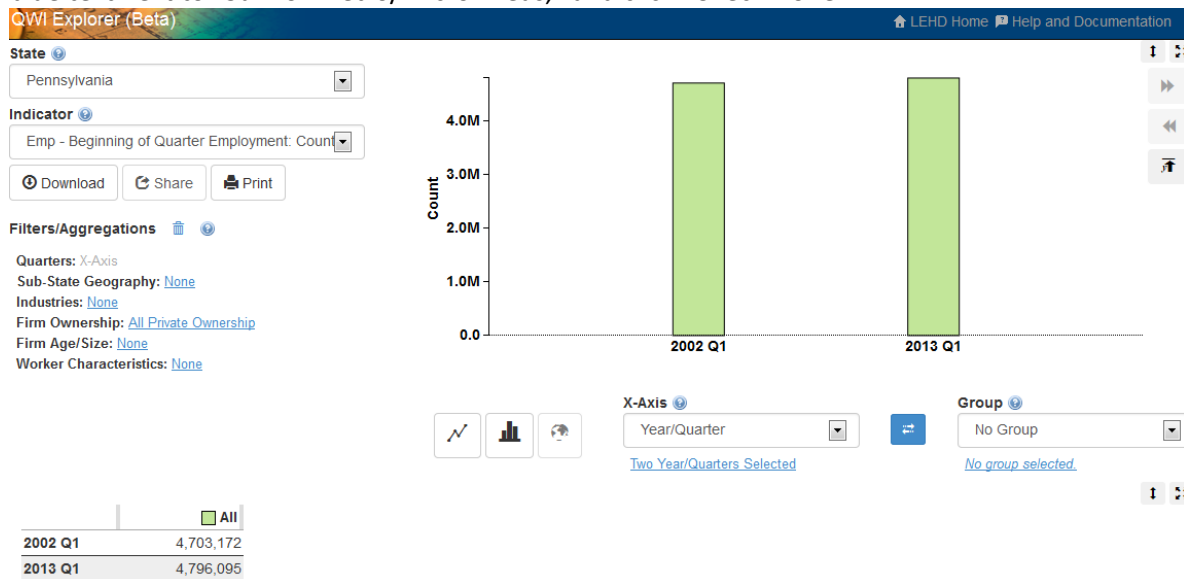 QWI Explorer (Beta)
LEHD Home Help and Documentation
State
Pennsylvania
Indicator
Emp - Beginning of Quarter Employment: Count
Download Share Print
Filters/Aggregations
Quarters: X-Axis
Sub-State Geography: None
Industries: None
Firm Ownership: All Private Ownership
Firm Age/Size: None
Worker Characteristics: None
Count
4.0M
3.0M
2.0M
1.0M
0.0
2002 Q1 2013 Q1
X-Axis
Year/Quarter
Two Year/Quarters Selected
Group
No Group
No group selected.
All
2002 Q1 4,703,172
2013 Q1 4,796,095